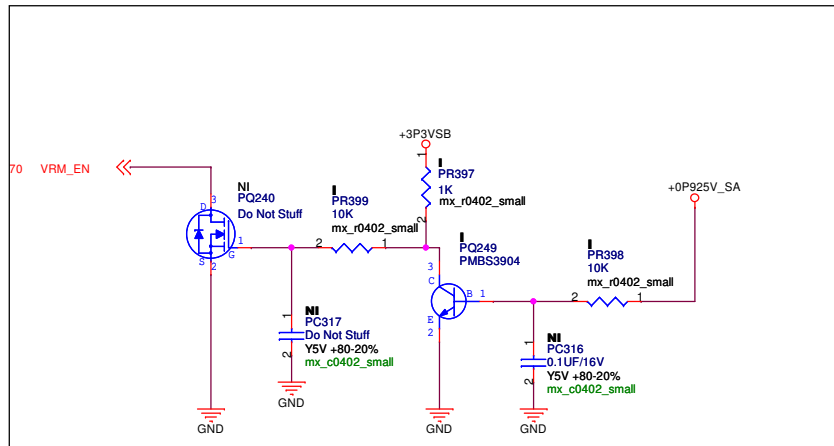 +3P3VSB
70 VRM_EN
NI
PQ240
Do Not Stuff
3
D
G
1
S
2
I
PR399
10K
mx_r0402_small
2
1
1
I
PR397
1K
mx_r0402_small
2
+0P925V_SA
I
PQ249
PMBS3904
3
C
B
1
E
2
I
PR398
10K
mx_r0402_small
2
1
NI
PC317
Do Not Stuff
Y5V +80-20%
mx_c0402_small
1
2
GND
NI
PC316
0.1UF/16V
Y5V +80-20%
mx_c0402_small
1
2
GND
GND
GND